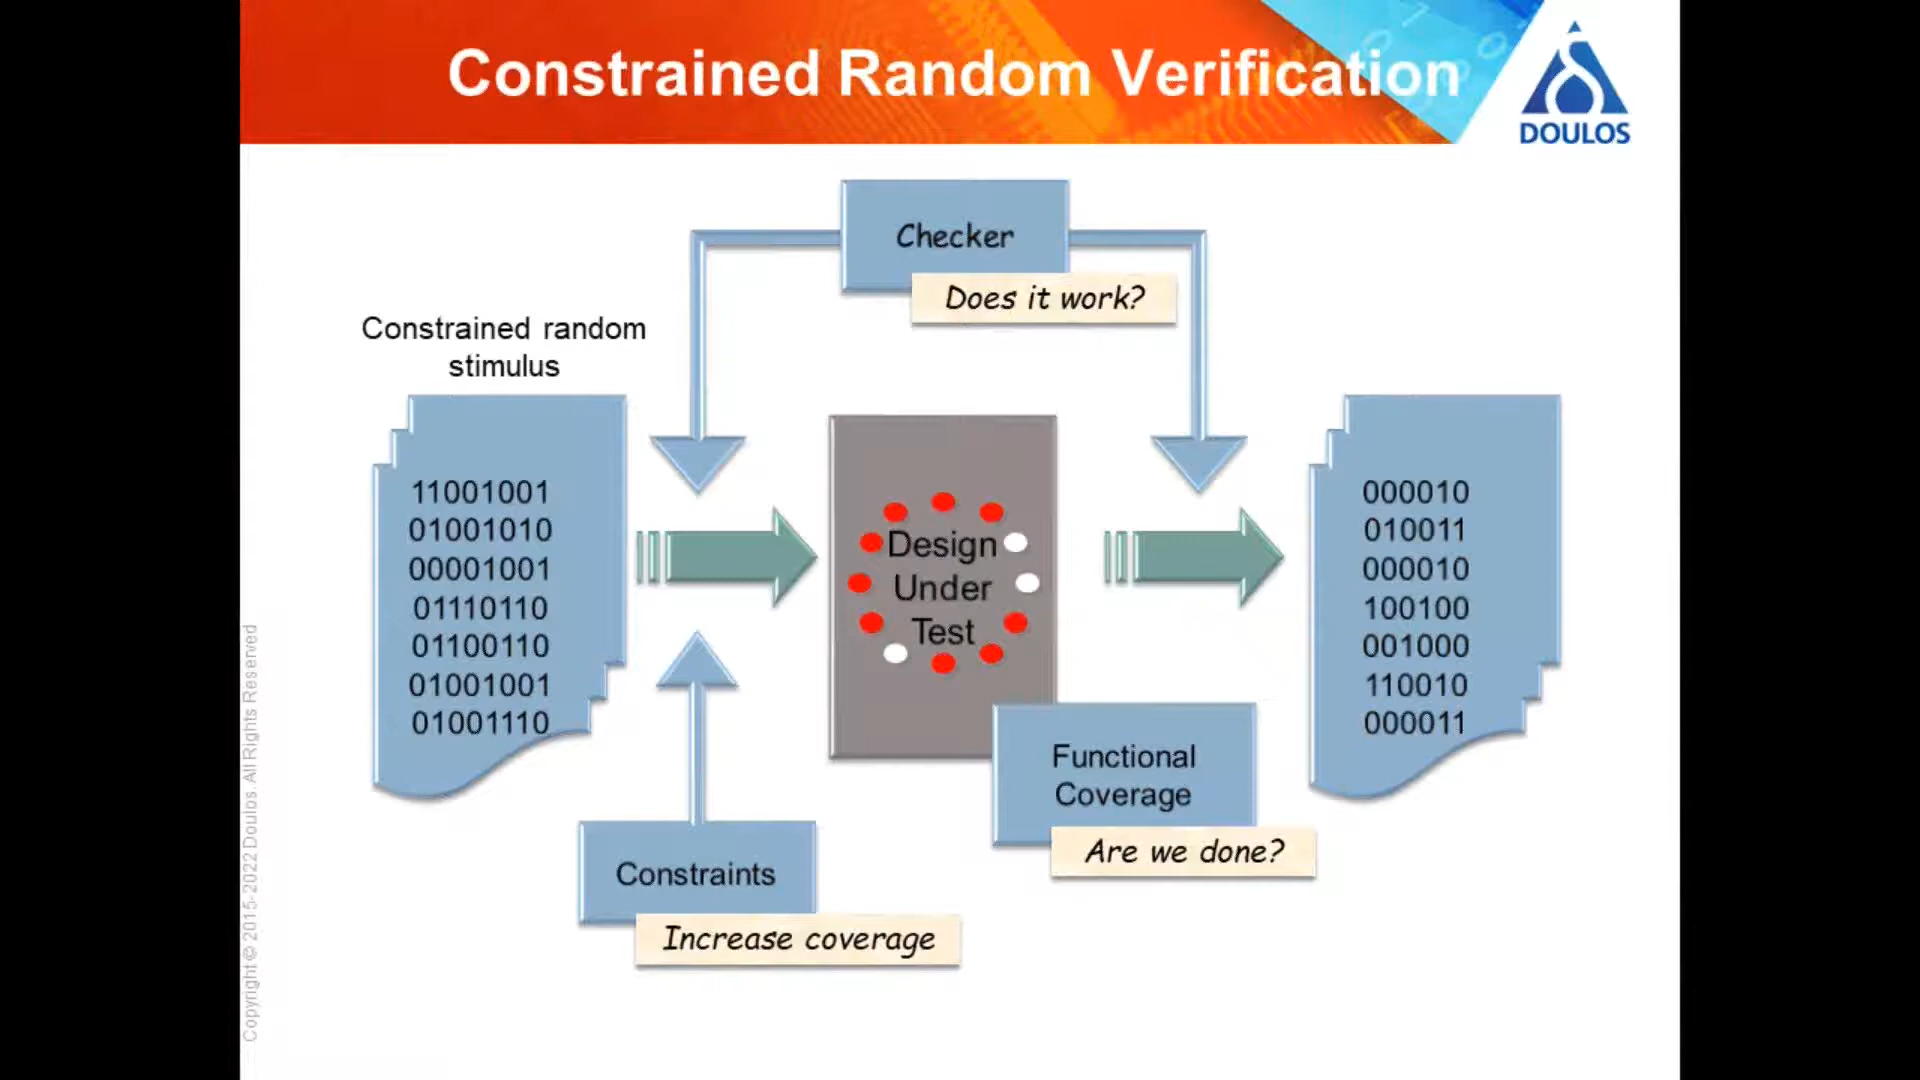 Constrained Random Verification
DOULOS
Checker
Does it work?
Constrained random
stimulus
11001001
01001010
00001001
01110110
01100110
01001001
01001110
Design
Under
Test
000010
010011
000010
100100
001000
110010
000011
Functional
Coverage
Are we done?
Constraints
Increase coverage
Copyright © 2015-2022 Doulos. All Rights Reserved